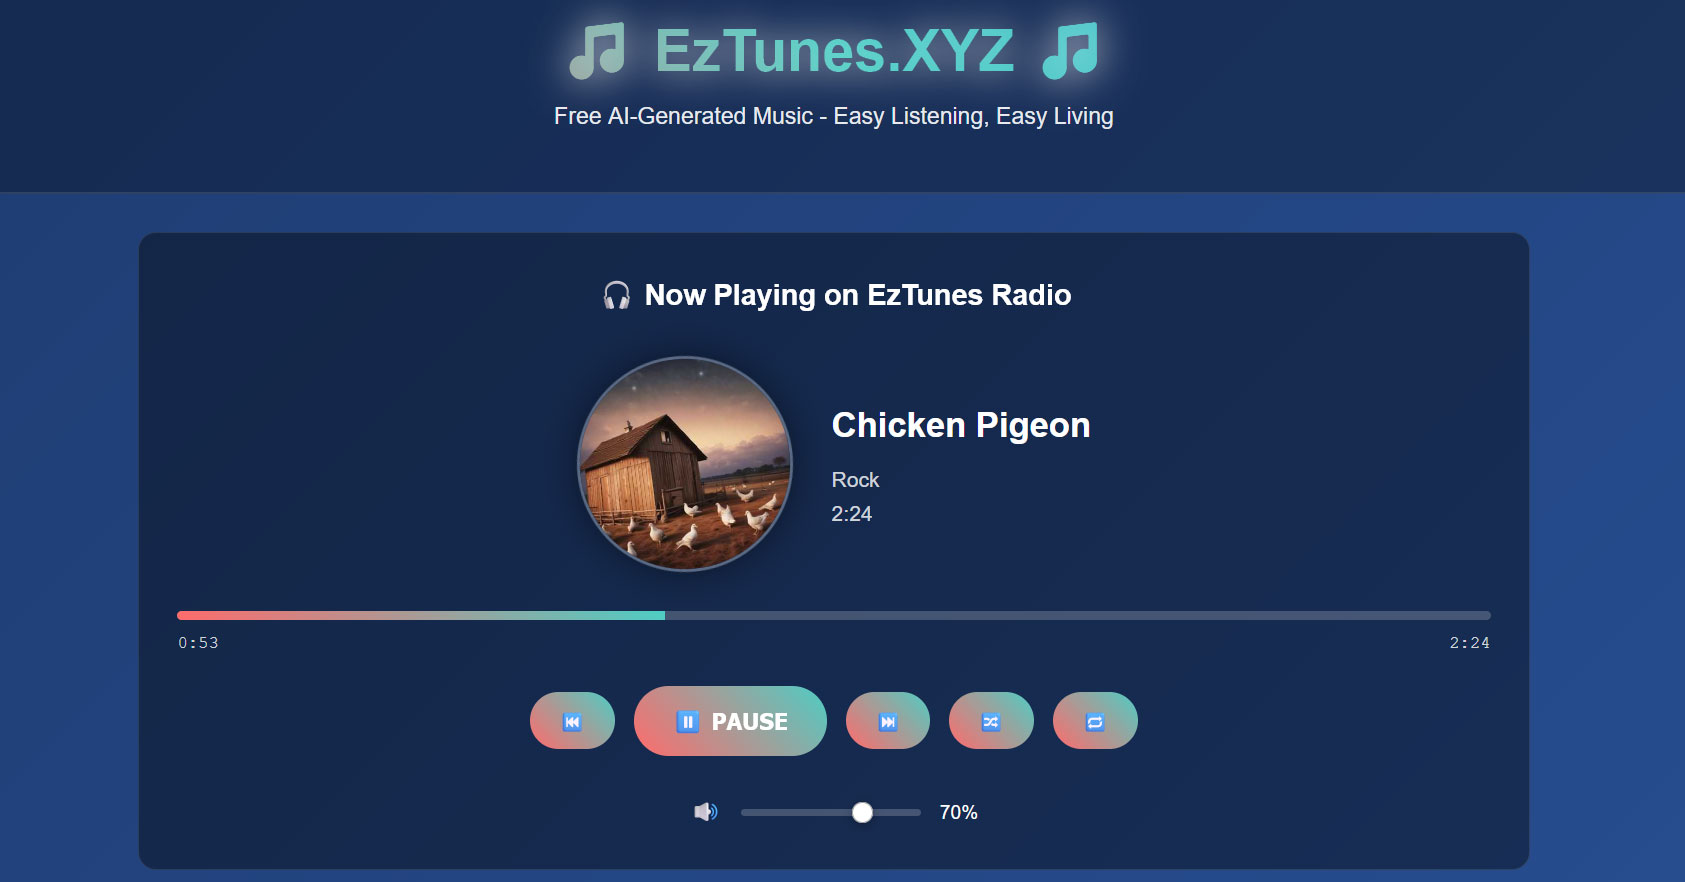 EzTunes.XYZ
Free AI-Generated Music - Easy Listening, Easy Living
Now Playing on EzTunes Radio
Chicken Pigeon
Rock
2:24
0:53
2:24
PAUSE
70%